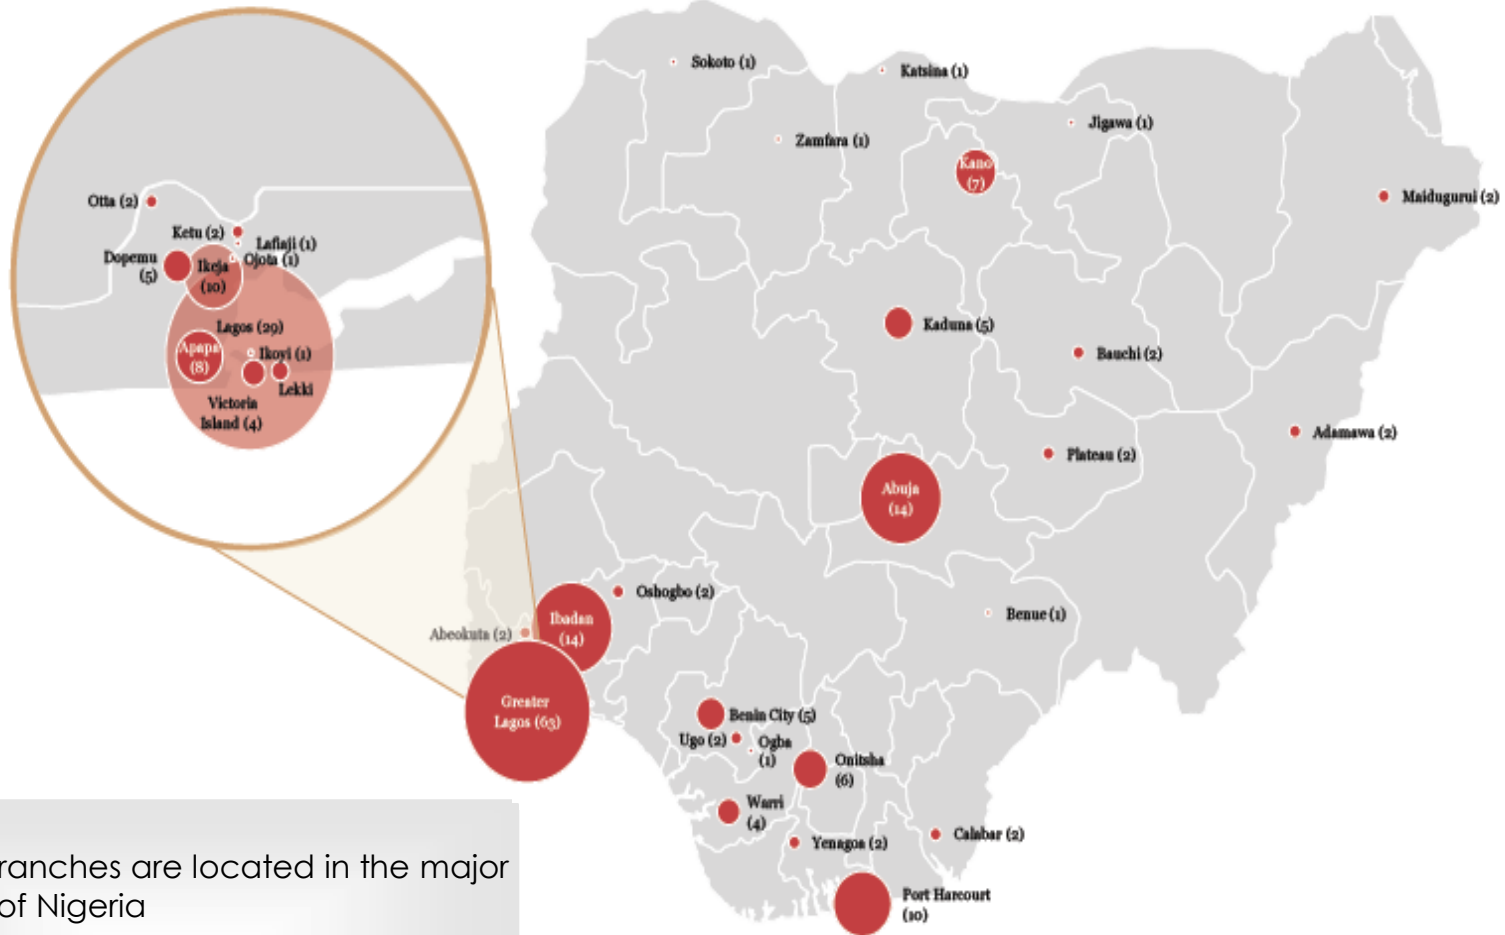 Sokoto (1)
Katsina (1)
Zamfara (1)
Jigawa (1)
Kano
(7)
Maidugurui (2)
Otta (2)
Ketu (2)
Laflaji (1)
Dopemu
(5)
Ikeja
(10)
Ojota (1)
Lagos (29)
Apapa
(8)
Ikoyi (1)
Lekki
Victoria
Island (4)
Kaduna (5)
Bauchi (2)
Adamawa (2)
Plateau (2)
Abuja
(14)
Oshogbo (2)
Ibadan
(14)
Abeokuta (2)
Benue (1)
Greater
Lagos (63)
Benin City (5)
Ugo (2)
Ogba
(1)
Onitsha
(6)
Warri
(4)
Yenagoa (2)
Calabar (2)
Port Harcourt
(10)
ranches are located in the major
of Nigeria